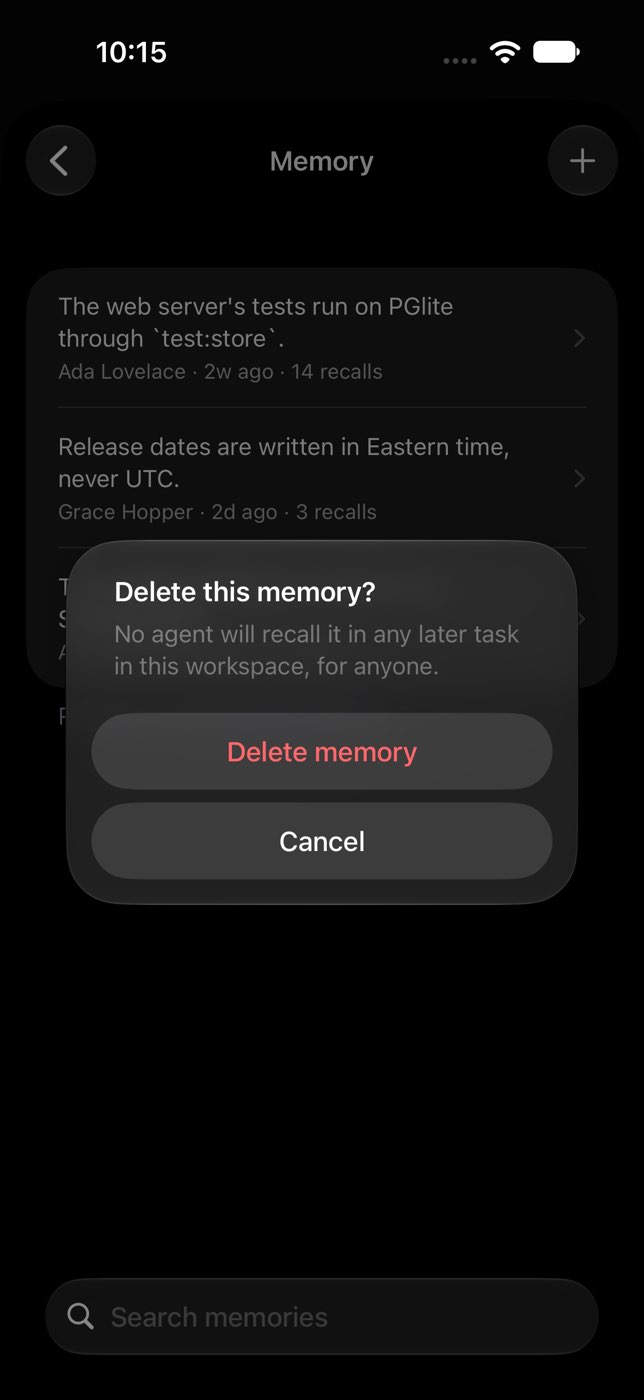 10:15
Memory
The web server's tests run on PGlite
through `test:store`.
Ada Lovelace · 2w ago · 14 recalls
Release dates are written in Eastern time,
never UTC.
Grace Hopper · 2d ago · 3 recalls
Delete this memory?
No agent will recall it in any later task
in this workspace, for anyone.
Delete memory
Cancel
Search memories